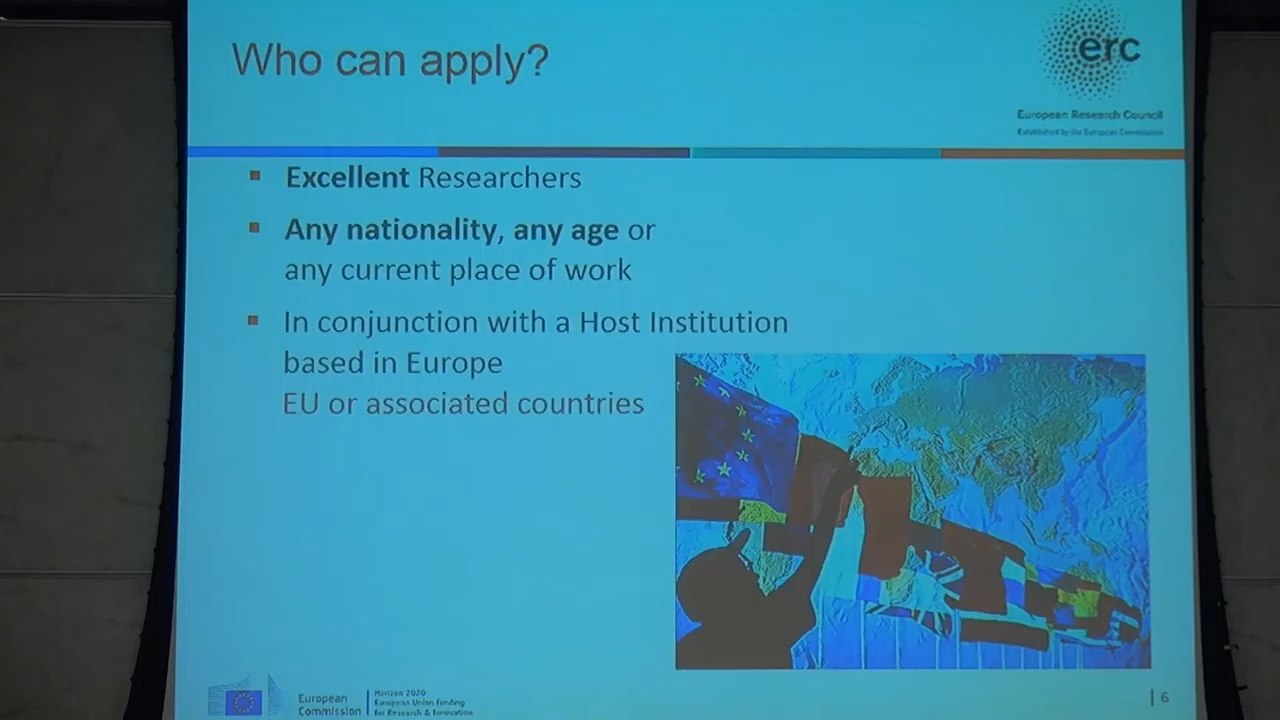 Who can apply?
erc
European Research Council
Established by the European Commission
Excellent Researchers
Any nationality, any age or
any current place of work
In conjunction with a Host Institution
based in Europe
EU or associated countries
European
Commission
Horizon 2020
European Union funding
for Research & Innovation
| 6